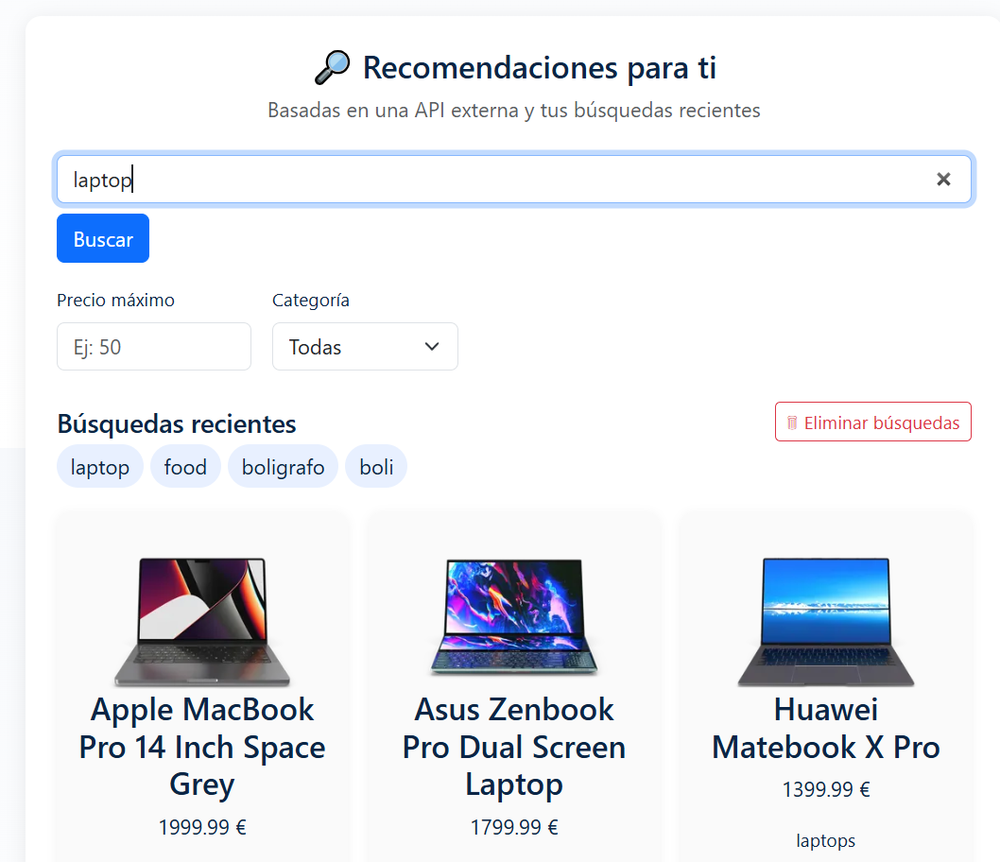 Recomendaciones para ti
Basadas en una API externa y tus búsquedas recientes
laptop
Buscar
Precio máximo Categoría
Ej: 50 Todas
Búsquedas recientes Eliminar búsquedas
laptop food boligrafo boli
Apple MacBook
Pro 14 Inch Space
Grey
1999.99 €
Asus Zenbook
Pro Dual Screen
Laptop
1799.99 €
Huawei
Matebook X Pro
1399.99 €
laptops